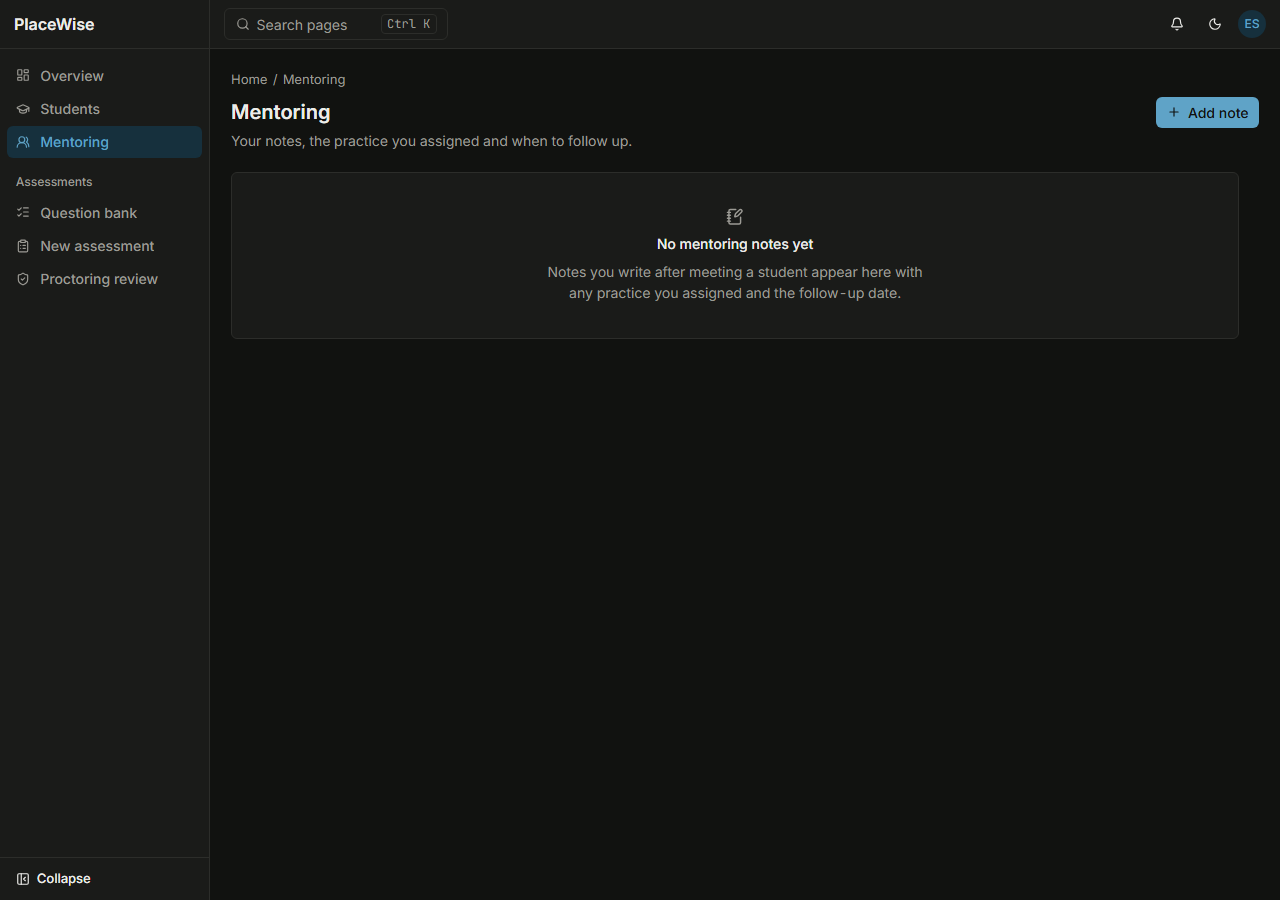 PlaceWise
Search pages
Ctrl K
ES
Overview
Students
Mentoring
Assessments
Question bank
New assessment
Proctoring review
Home / Mentoring
Mentoring
Add note
Your notes, the practice you assigned and when to follow up.
No mentoring notes yet
Notes you write after meeting a student appear here with
any practice you assigned and the follow-up date.
Collapse